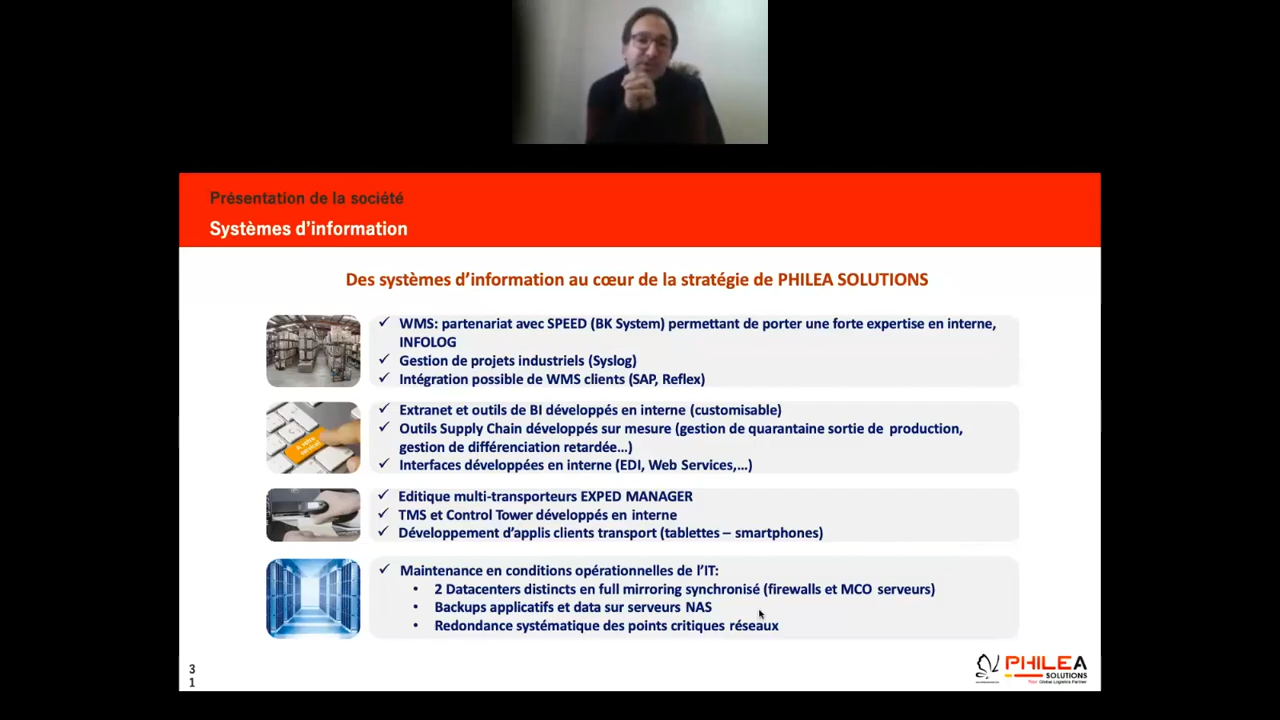 Présentation de la société
Systèmes d'information
Des systèmes d'information au cœur de la stratégie de PHILEA SOLUTIONS
✓ WMS: partenariat avec SPEED (BK System) permettant de porter une forte expertise en interne,
INFOLOG
✓ Gestion de projets industriels (Syslog)
✓ Intégration possible de WMS clients (SAP, Reflex)
✓ Extranet et outils de BI développés en interne (customisable)
✓ Outils Supply Chain développés sur mesure (gestion de quarantaine sortie de production,
gestion de différenciation retardée…)
✓ Interfaces développées en interne (EDI, Web Services,…)
À votre
service!
✓ Editique multi-transporteurs EXPED MANAGER
✓ TMS et Control Tower développés en interne
✓ Développement d'applis clients transport (tablettes – smartphones)
✓ Maintenance en conditions opérationnelles de l'IT:
• 2 Datacenters distincts en full mirroring synchronisé (firewalls et MCO serveurs)
• Backups applicatifs et data sur serveurs NAS
• Redondance systématique des points critiques réseaux
3
1
PHILEA
SOLUTIONS
Your Global Logistics Partner